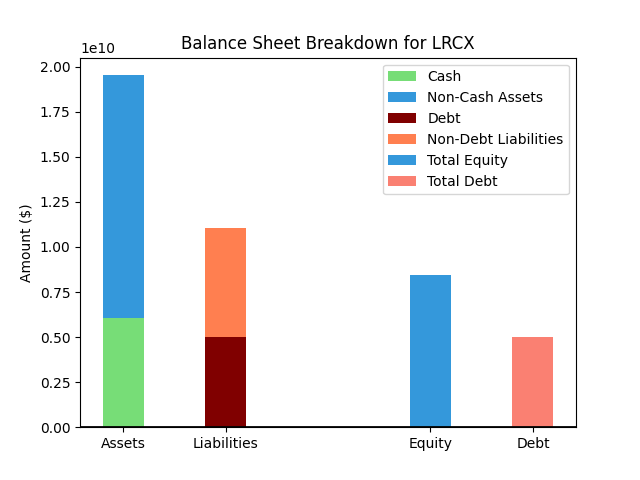 Balance Sheet Breakdown for LRCX
1e10
2.00
1.75
1.50
1.25
1.00
0.75
0.50
0.25
0.00
Amount ($)
Cash
Non-Cash Assets
Debt
Non-Debt Liabilities
Total Equity
Total Debt
Assets
Liabilities
Equity
Debt